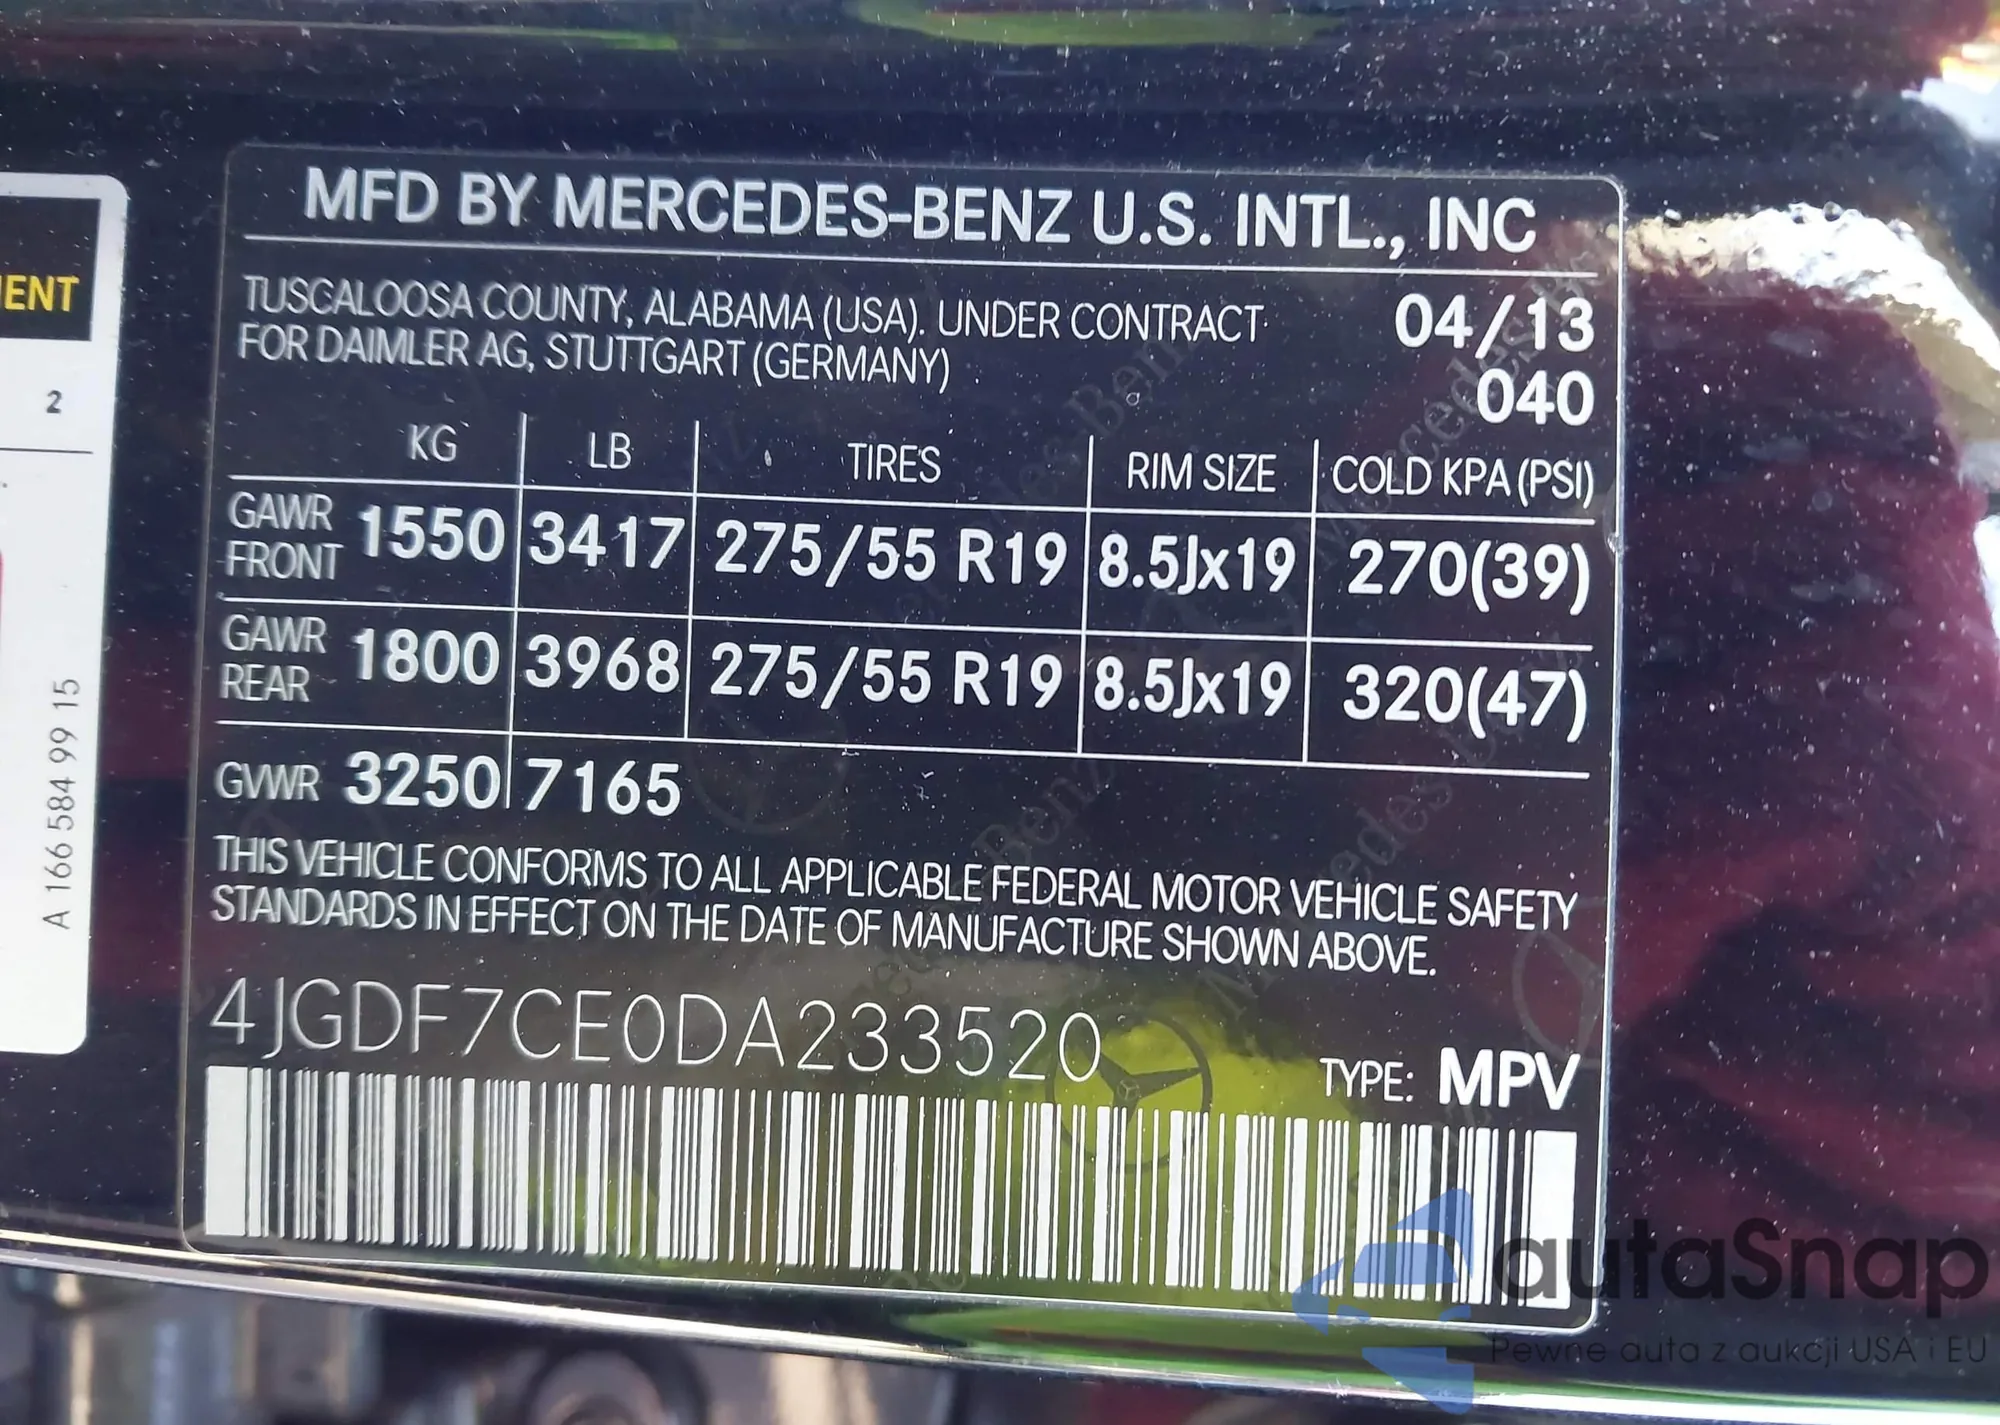 MFD BY MERCEDES-BENZ U.S. INTL., INC
TUSCALOOSA COUNTY, ALABAMA (USA). UNDER CONTRACT
FOR DAIMLER AG, STUTTGART (GERMANY)
04/13
040
KG LB TIRES RIM SIZE COLD KPA (PSI)
GAWR FRONT 1550 3417 275/55 R19 8.5Jx19 270(39)
GAWR REAR 1800 3968 275/55 R19 8.5Jx19 320(47)
GVWR 3250 7165
THIS VEHICLE CONFORMS TO ALL APPLICABLE FEDERAL MOTOR VEHICLE SAFETY
STANDARDS IN EFFECT ON THE DATE OF MANUFACTURE SHOWN ABOVE.
4JGDF7CE0DA233520
TYPE: MPV
2
A 166 584 99 15
autaSnap
Pewne auta z aukcji USA i EU